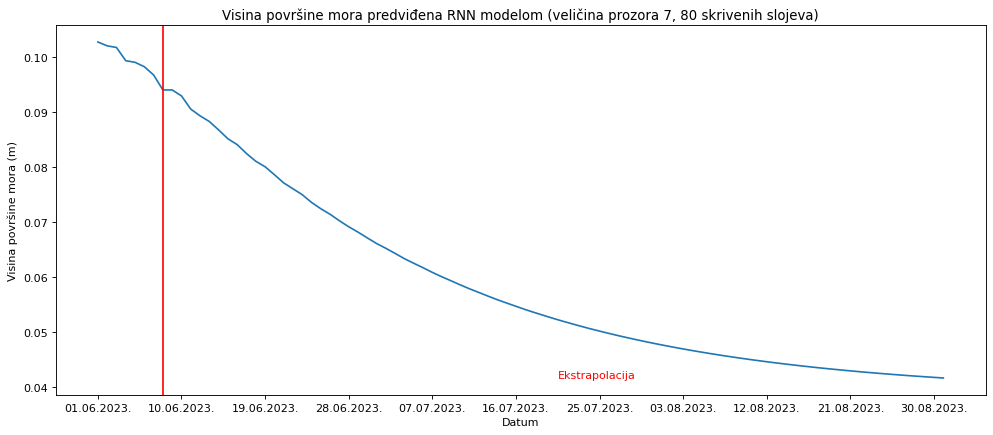 Visina površine mora predviđena RNN modelom (veličina prozora 7, 80 skrivenih slojeva)
Visina površine mora (m)
0.10
0.09
0.08
0.07
0.06
0.05
0.04
Ekstrapolacija
01.06.2023. 10.06.2023. 19.06.2023. 28.06.2023. 07.07.2023. 16.07.2023. 25.07.2023. 03.08.2023. 12.08.2023. 21.08.2023. 30.08.2023.
Datum